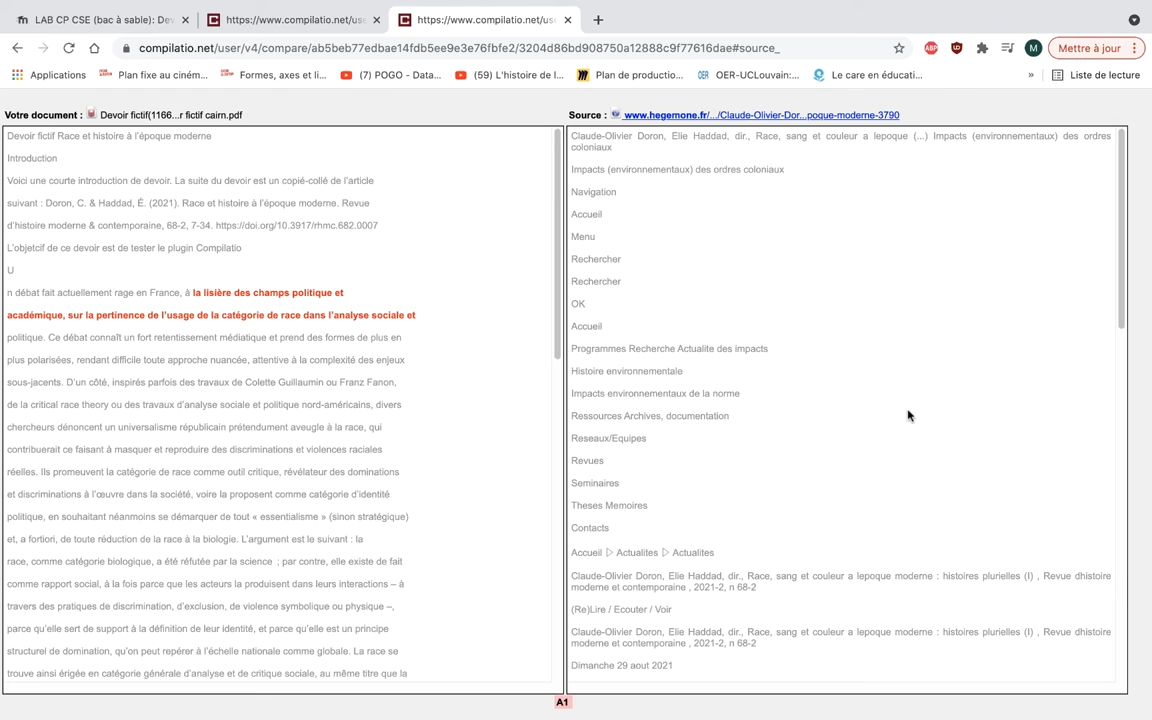 LAB CP CSE (bac à sable): Dev
https://www.compilatio.net/use
https://www.compilatio.net/use
compilatio.net/user/v4/compare/ab5beb77edbae14fdb5ee9e3e76fbfe2/3204d86bd908750a12888c9f77616dae#source_
ABP
M
Mettre à jour
Applications
Plan fixe au ciném...
Formes, axes et li...
(7) POGO - Data...
(59) L'histoire de l...
Plan de productio...
OER
OER-UCLouvain:...
Le care en éducati...
»
Liste de lecture
Votre document : Devoir fictif(1166...r fictif cairn.pdf
Source : www.hegemone.fr/.../Claude-Olivier-Dor...poque-moderne-3790
Devoir fictif Race et histoire à l'époque moderne
Introduction
Voici une courte introduction de devoir. La suite du devoir est un copié-collé de l'article
suivant : Doron, C. & Haddad, É. (2021). Race et histoire à l'époque moderne. Revue
d'histoire moderne & contemporaine, 68-2, 7-34. https://doi.org/10.3917/rhmc.682.0007
L'objetcif de ce devoir est de tester le plugin Compilatio
U
n débat fait actuellement rage en France, à la lisière des champs politique et
académique, sur la pertinence de l'usage de la catégorie de race dans l'analyse sociale et
politique. Ce débat connaît un fort retentissement médiatique et prend des formes de plus en
plus polarisées, rendant difficile toute approche nuancée, attentive à la complexité des enjeux
sous-jacents. D'un côté, inspirés parfois des travaux de Colette Guillaumin ou Franz Fanon,
de la critical race theory ou des travaux d'analyse sociale et politique nord-américains, divers
chercheurs dénoncent un universalisme républicain prétendument aveugle à la race, qui
contribuerait ce faisant à masquer et reproduire des discriminations et violences raciales
réelles. Ils promeuvent la catégorie de race comme outil critique, révélateur des dominations
et discriminations à l'œuvre dans la société, voire la proposent comme catégorie d'identité
politique, en souhaitant néanmoins se démarquer de tout « essentialisme » (sinon stratégique)
et, a fortiori, de toute réduction de la race à la biologie. L'argument est le suivant : la
race, comme catégorie biologique, a été réfutée par la science ; par contre, elle existe de fait
comme rapport social, à la fois parce que les acteurs la produisent dans leurs interactions – à
travers des pratiques de discrimination, d'exclusion, de violence symbolique ou physique –,
parce qu'elle sert de support à la définition de leur identité, et parce qu'elle est un principe
structurel de domination, qu'on peut repérer à l'échelle nationale comme globale. La race se
trouve ainsi érigée en catégorie générale d'analyse et de critique sociale, au même titre que la
Claude-Olivier Doron, Elie Haddad, dir., Race, sang et couleur a lepoque (...) Impacts (environnementaux) des ordres
coloniaux
Impacts (environnementaux) des ordres coloniaux
Navigation
Accueil
Menu
Rechercher
Rechercher
OK
Accueil
Programmes Recherche Actualite des impacts
Histoire environnementale
Impacts environnementaux de la norme
Ressources Archives, documentation
Reseaux/Equipes
Revues
Seminaires
Theses Memoires
Contacts
Accueil ▷ Actualites ▷ Actualites
Claude-Olivier Doron, Elie Haddad, dir., Race, sang et couleur a lepoque moderne : histoires plurielles (I) , Revue dhistoire
moderne et contemporaine , 2021-2, n 68-2
(Re)Lire / Ecouter / Voir
Claude-Olivier Doron, Elie Haddad, dir., Race, sang et couleur a lepoque moderne : histoires plurielles (I) , Revue dhistoire
moderne et contemporaine , 2021-2, n 68-2
Dimanche 29 aout 2021
A1